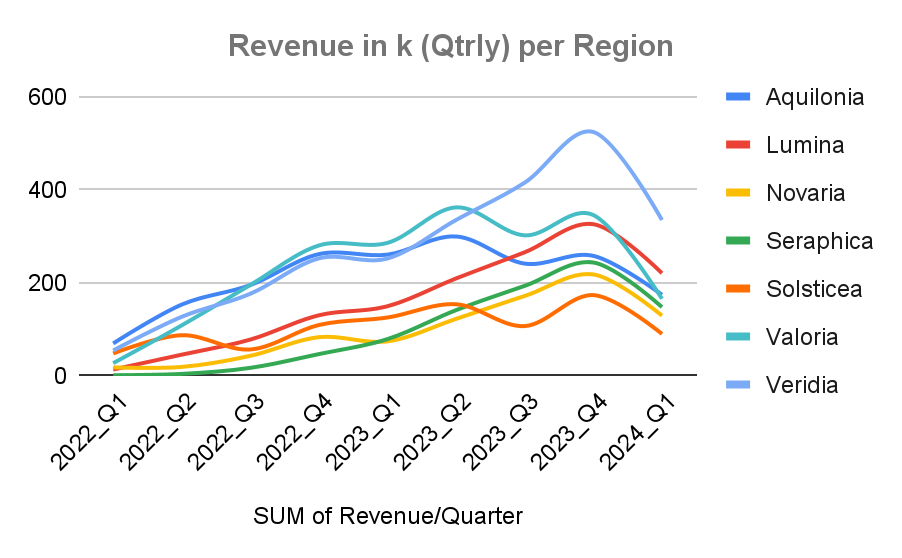 Revenue in k (Qtrly) per Region
600
400
200
0
2022_Q1
2022_Q2
2022_Q3
2022_Q4
2023_Q1
2023_Q2
2023_Q3
2023_Q4
2024_Q1
SUM of Revenue/Quarter
Aquilonia
Lumina
Novaria
Seraphica
Solsticea
Valoria
Veridia